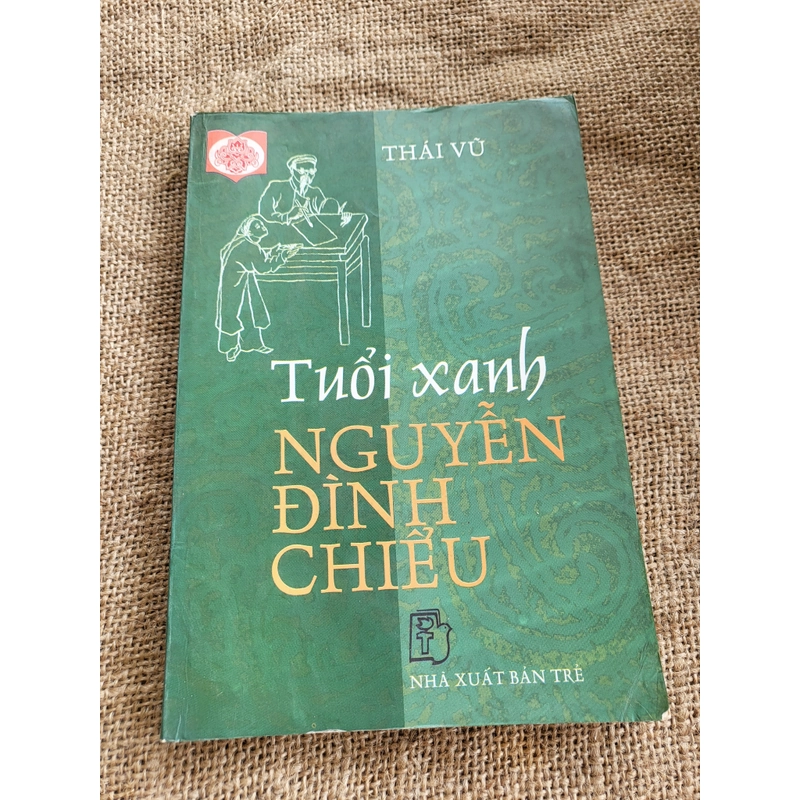 THÁI VŨ
Tuổi xanh
NGUYỄN
ĐÌNH
CHIỂU
NHÀ XUẤT BẢN TRẺ